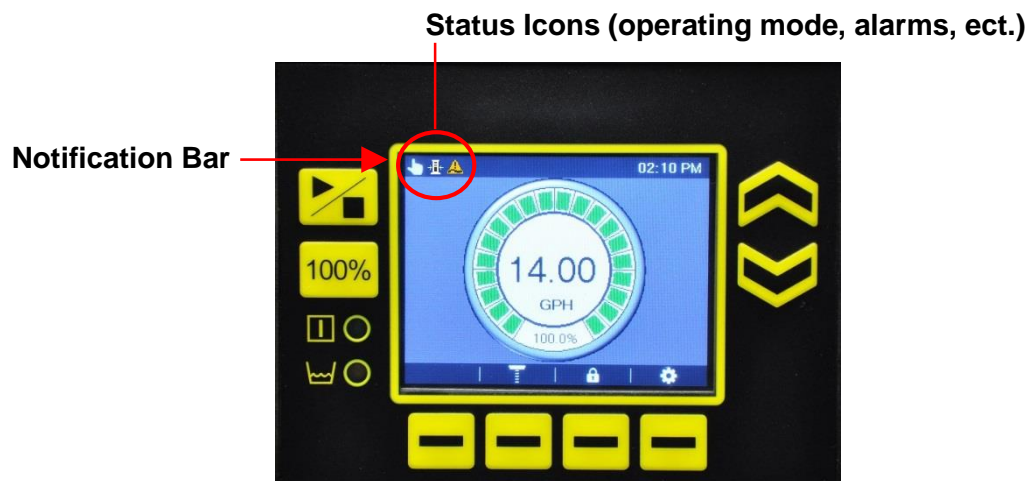 Status Icons (operating mode, alarms, ect.)
Notification Bar
02:10 PM
100%
14.00
GPH
100.0%